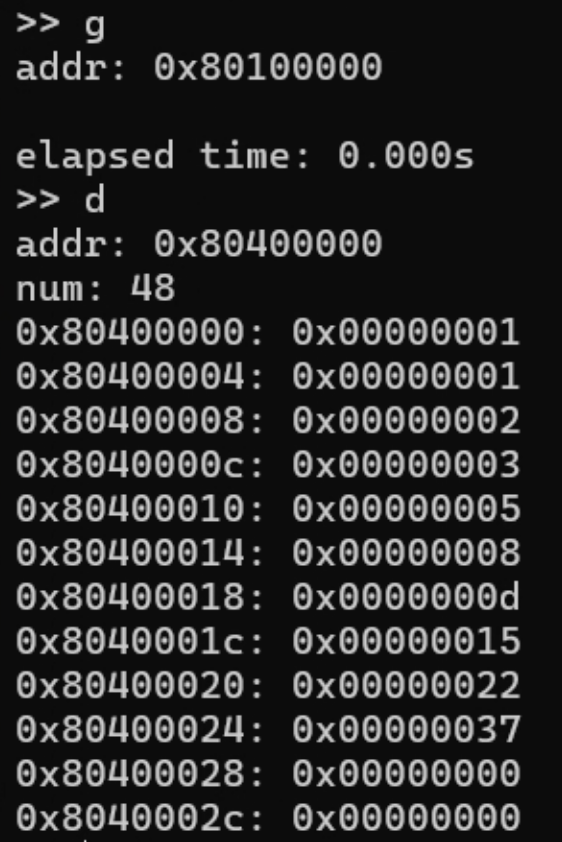 >> g
addr: 0x80100000
elapsed time: 0.000s
>> d
addr: 0x80400000
num: 48
0x80400000: 0x00000001
0x80400004: 0x00000001
0x80400008: 0x00000002
0x8040000c: 0x00000003
0x80400010: 0x00000005
0x80400014: 0x00000008
0x80400018: 0x0000000d
0x8040001c: 0x00000015
0x80400020: 0x00000022
0x80400024: 0x00000037
0x80400028: 0x00000000
0x8040002c: 0x00000000